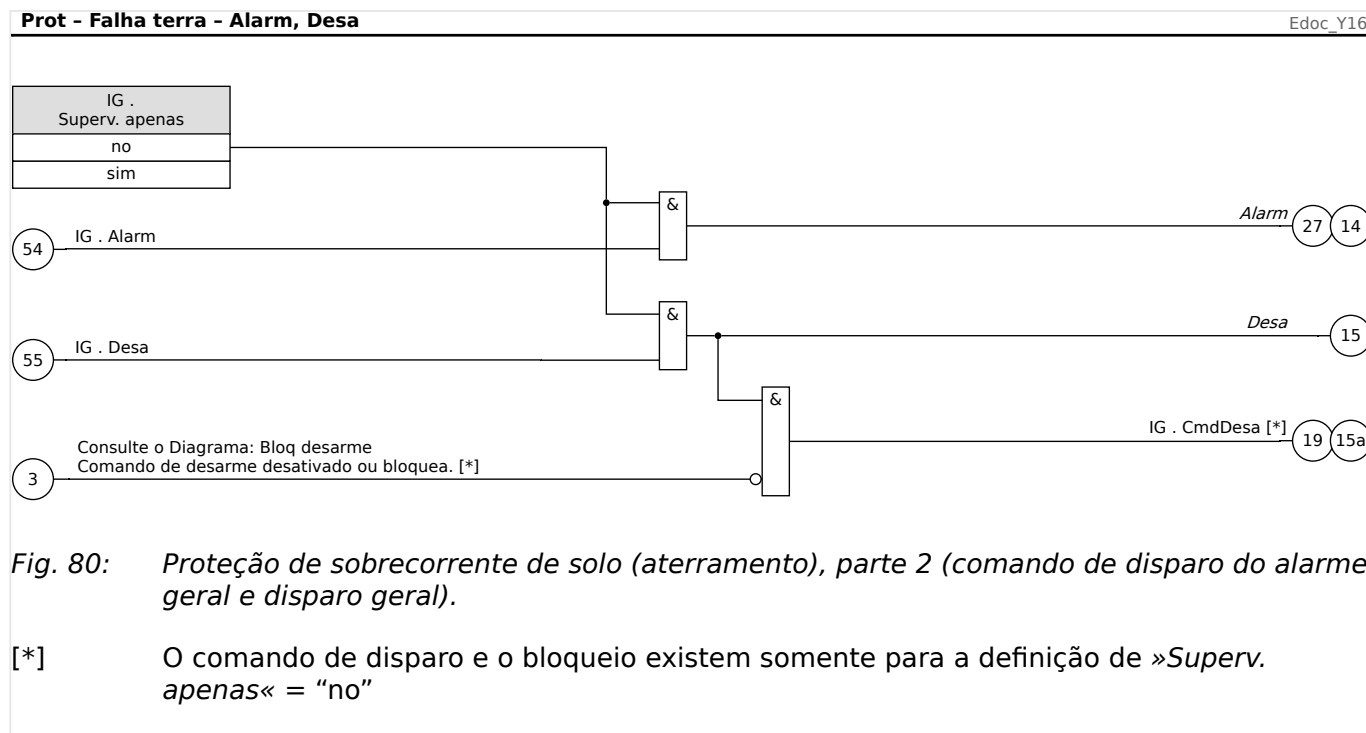 Prot – Falha terra – Alarm, Desa
Edoc_Y16
IG .
Superv. apenas
no
sim
&
Alarm
27 14
54
IG . Alarm
&
Desa
15
55
IG . Desa
&
IG . CmdDesa [*]
19 15a
Consulte o Diagrama: Bloq desarme
Comando de desarme desativado ou bloquea. [*]
3
Fig. 80: Proteção de sobrecorrente de solo (aterramento), parte 2 (comando de disparo do alarme
geral e disparo geral).
[*] O comando de disparo e o bloqueio existem somente para a definição de »Superv.
apenas« = “no”